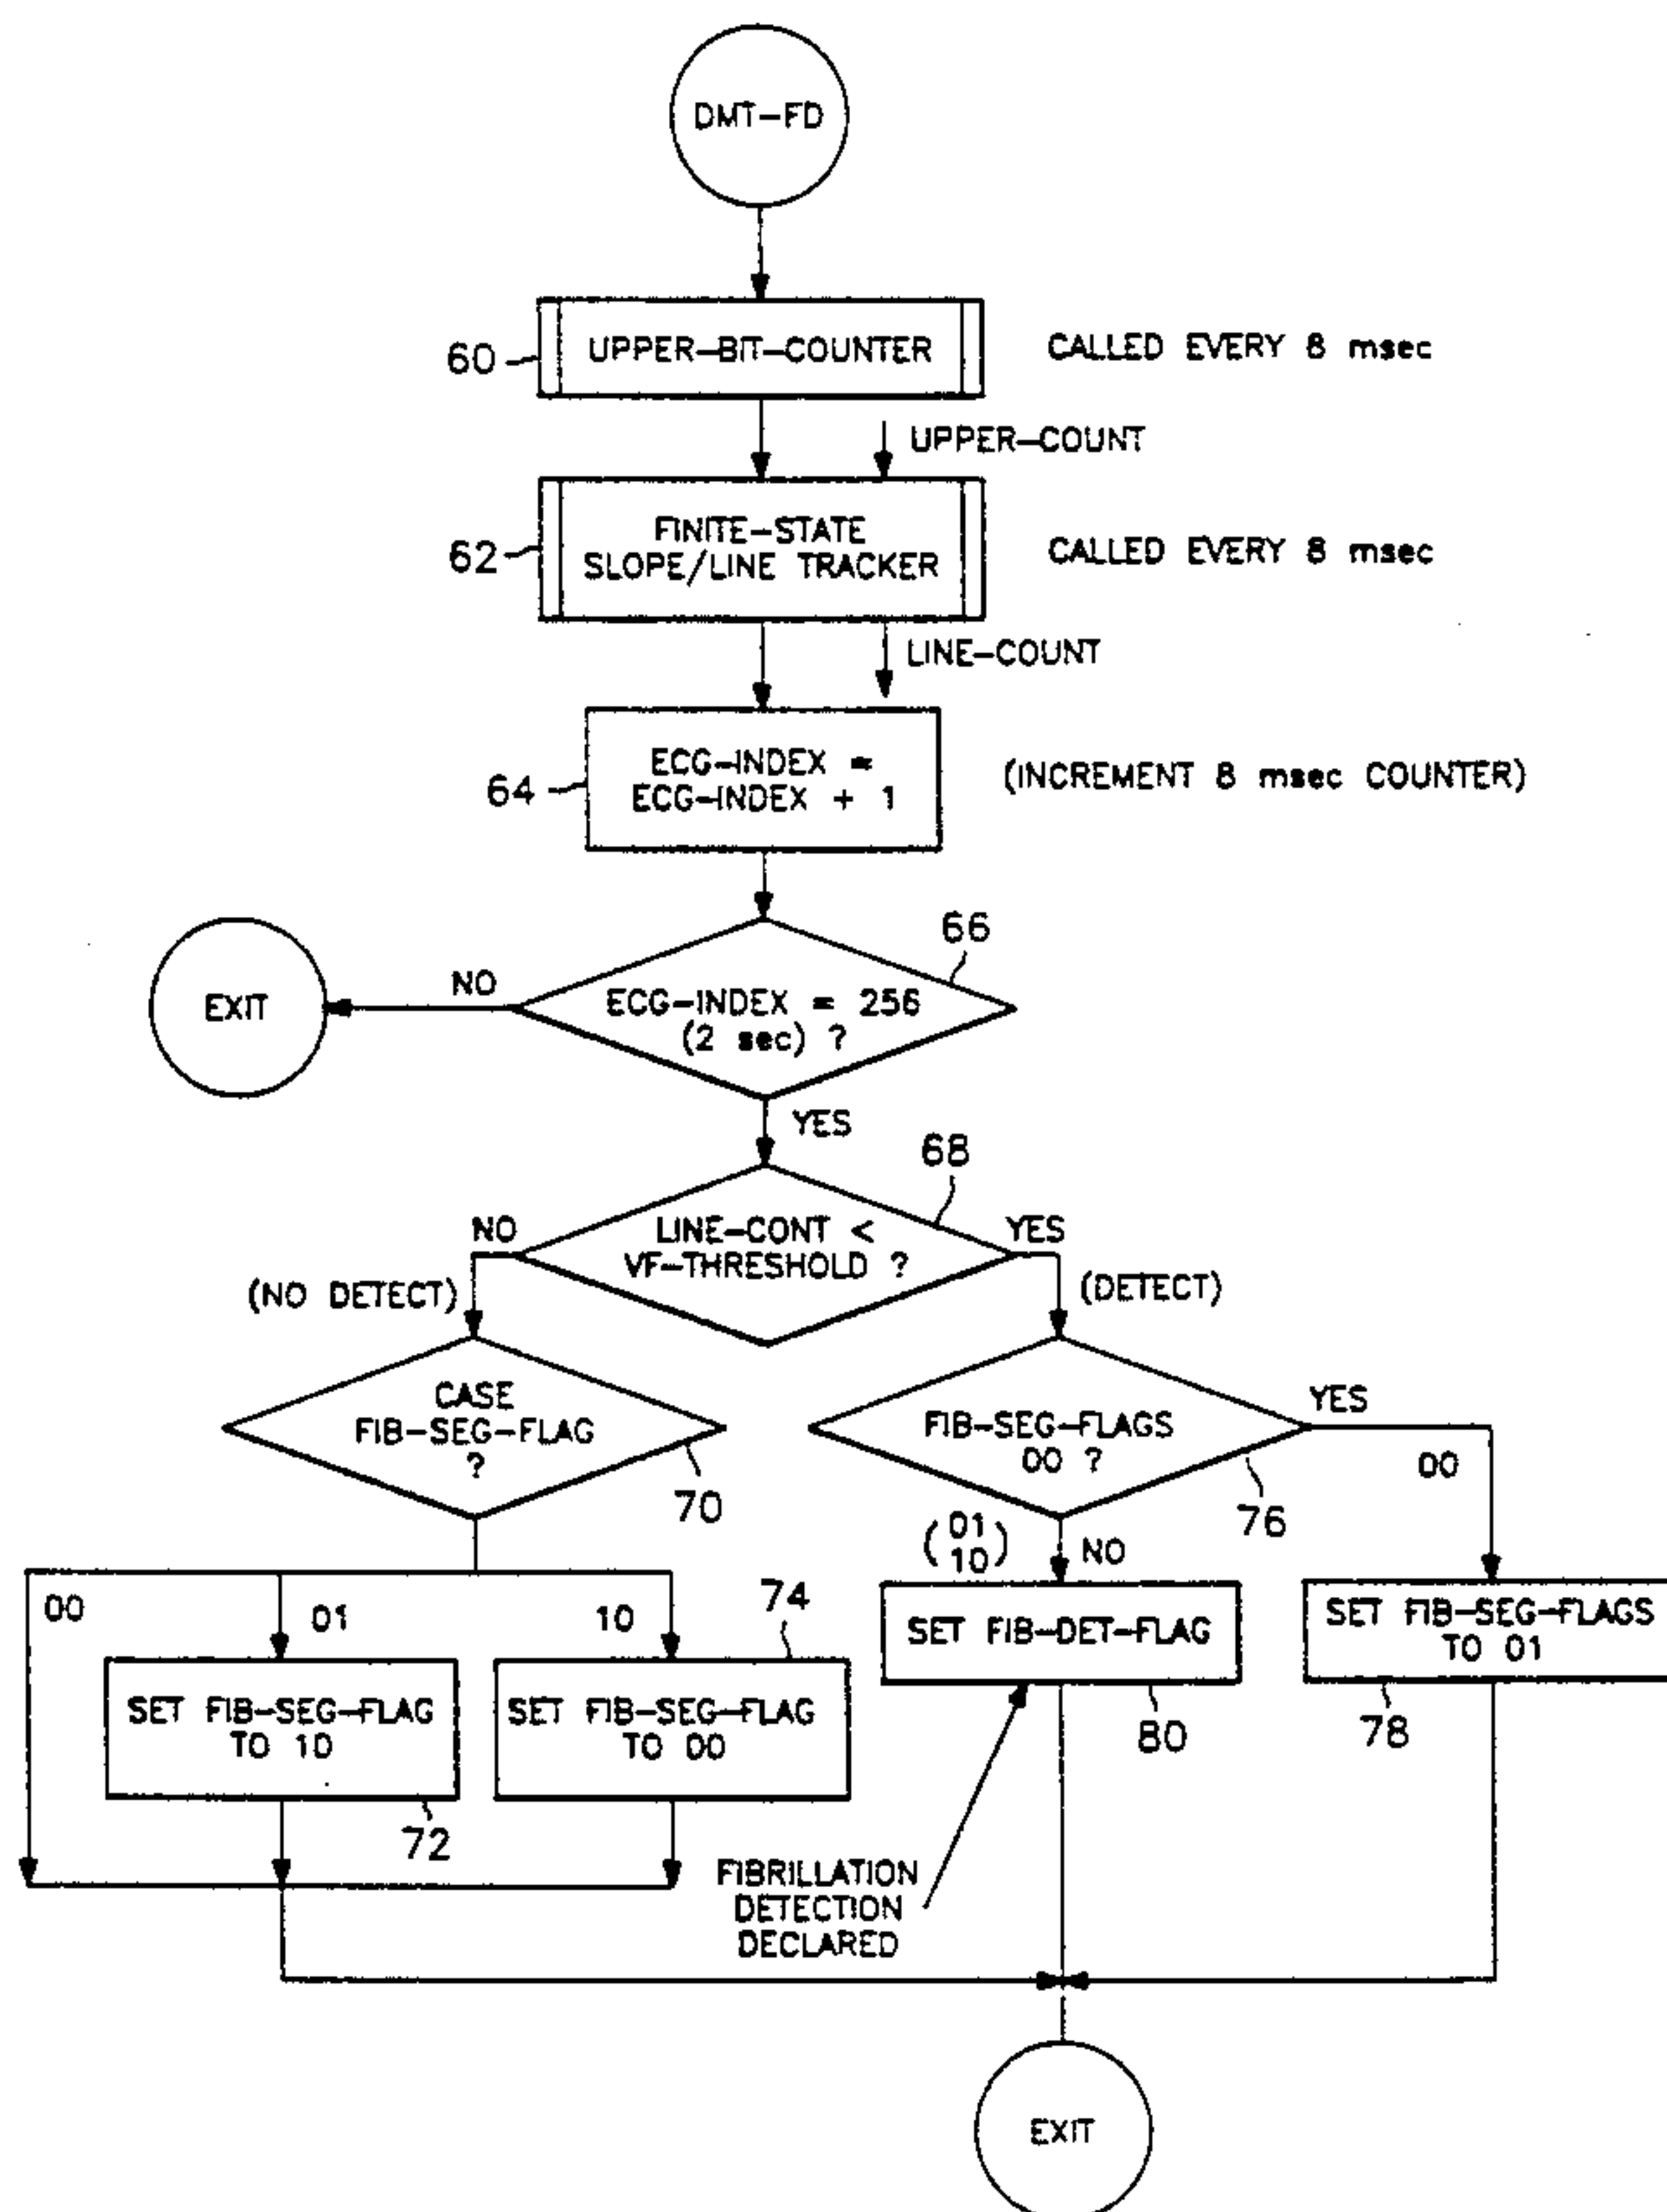 DMT-FD
60
UPPER-BIT-COUNTER
CALLED EVERY 8 msec
UPPER-COUNT
62
FINITE-STATE
SLOPE/LINE TRACKER
CALLED EVERY 8 msec
LINE-COUNT
64
ECG-INDEX =
ECG-INDEX + 1
(INCREMENT 8 msec COUNTER)
66
EXIT
NO
ECG-INDEX = 256
(2 sec) ?
YES
68
NO
LINE-CONT <
VF-THRESHOLD ?
YES
(NO DETECT)
(DETECT)
CASE
FIB-SEG-FLAG
?
70
FIB-SEG-FLAGS
00 ?
YES
00
76
(01
10)
NO
00
01
10
74
SET FIB-SEG-FLAG
TO 10
72
SET FIB-SEG-FLAG
TO 00
SET FIB-DET-FLAG
80
SET FIB-SEG-FLAGS
TO 01
78
FIBRILLATION
DETECTION
DECLARED
EXIT